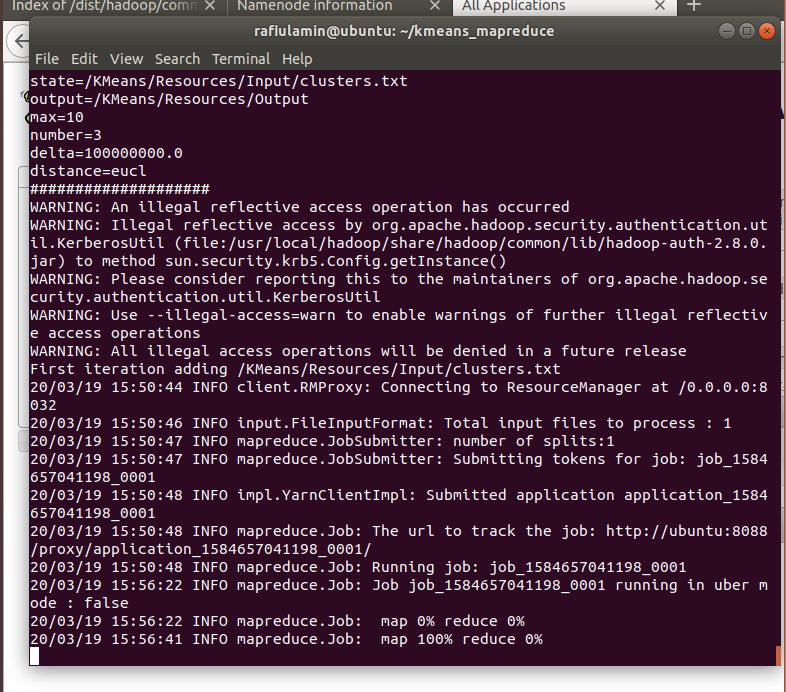 Index of /dist/hadoop/comm
Namenode information
All Applications
rafiulamin@ubuntu: ~/kmeans_mapreduce
File Edit View Search Terminal Help
state=/KMeans/Resources/Input/clusters.txt
output=/KMeans/Resources/Output
max=10
number=3
delta=100000000.0
distance=eucl
####################
WARNING: An illegal reflective access operation has occurred
WARNING: Illegal reflective access by org.apache.hadoop.security.authentication.ut
il.KerberosUtil (file:/usr/local/hadoop/share/hadoop/common/lib/hadoop-auth-2.8.0.
jar) to method sun.security.krb5.Config.getInstance()
WARNING: Please consider reporting this to the maintainers of org.apache.hadoop.se
curity.authentication.util.KerberosUtil
WARNING: Use --illegal-access=warn to enable warnings of further illegal reflectiv
e access operations
WARNING: All illegal access operations will be denied in a future release
First iteration adding /KMeans/Resources/Input/clusters.txt
20/03/19 15:50:44 INFO client.RMProxy: Connecting to ResourceManager at /0.0.0.0:8
032
20/03/19 15:50:46 INFO input.FileInputFormat: Total input files to process : 1
20/03/19 15:50:47 INFO mapreduce.JobSubmitter: number of splits:1
20/03/19 15:50:47 INFO mapreduce.JobSubmitter: Submitting tokens for job: job_1584
657041198_0001
20/03/19 15:50:48 INFO impl.YarnClientImpl: Submitted application application_1584
657041198_0001
20/03/19 15:50:48 INFO mapreduce.Job: The url to track the job: http://ubuntu:8088
/proxy/application_1584657041198_0001/
20/03/19 15:50:48 INFO mapreduce.Job: Running job: job_1584657041198_0001
20/03/19 15:56:22 INFO mapreduce.Job: Job job_1584657041198_0001 running in uber m
ode : false
20/03/19 15:56:22 INFO mapreduce.Job:  map 0% reduce 0%
20/03/19 15:56:41 INFO mapreduce.Job:  map 100% reduce 0%